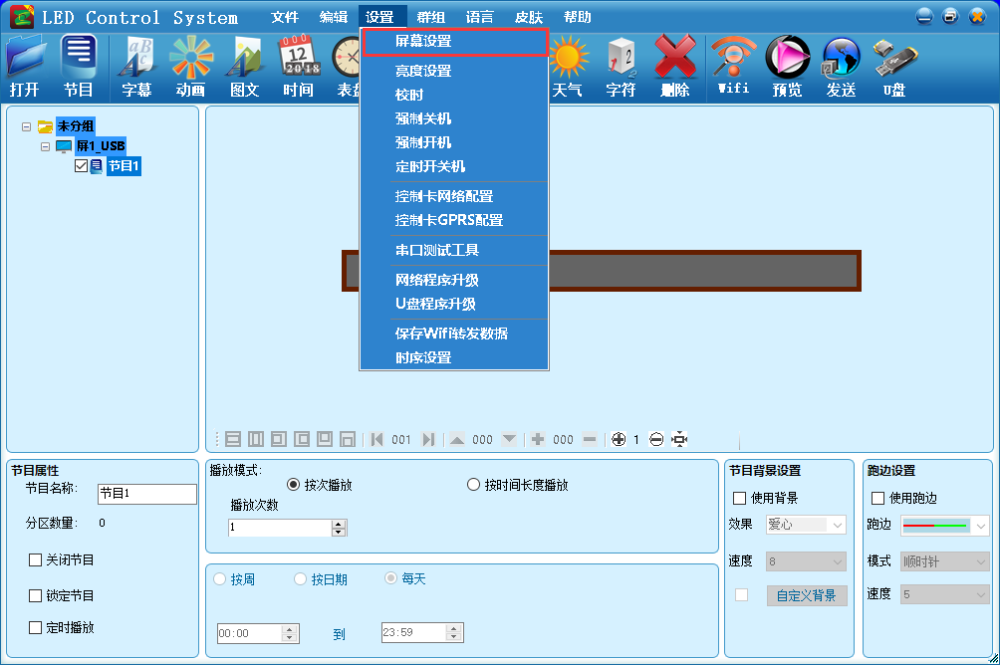 LED Control System 文件 编辑 设置 群组 语言 皮肤 帮助
打开 节目 字幕 动画 图文 时间 表盘 天气 字符 删除 Wifi 预览 发送 U盘
屏幕设置
亮度设置
校时
强制关机
强制开机
定时开关机
控制卡网络配置
控制卡GPRS配置
串口测试工具
网络程序升级
U盘程序升级
保存Wifi转发数据
时序设置
未分组
屏1_USB
节目1
001 000 000 1
节目属性
节目名称: 节目1
分区数量: 0
关闭节目
锁定节目
定时播放
播放模式:
按次播放 按时间长度播放
播放次数
1
按周 按日期 每天
00:00 到 23:59
节目背景设置
使用背景
效果 爱心
速度 8
自定义背景
跑边设置
使用跑边
跑边
模式 顺时针
速度 5